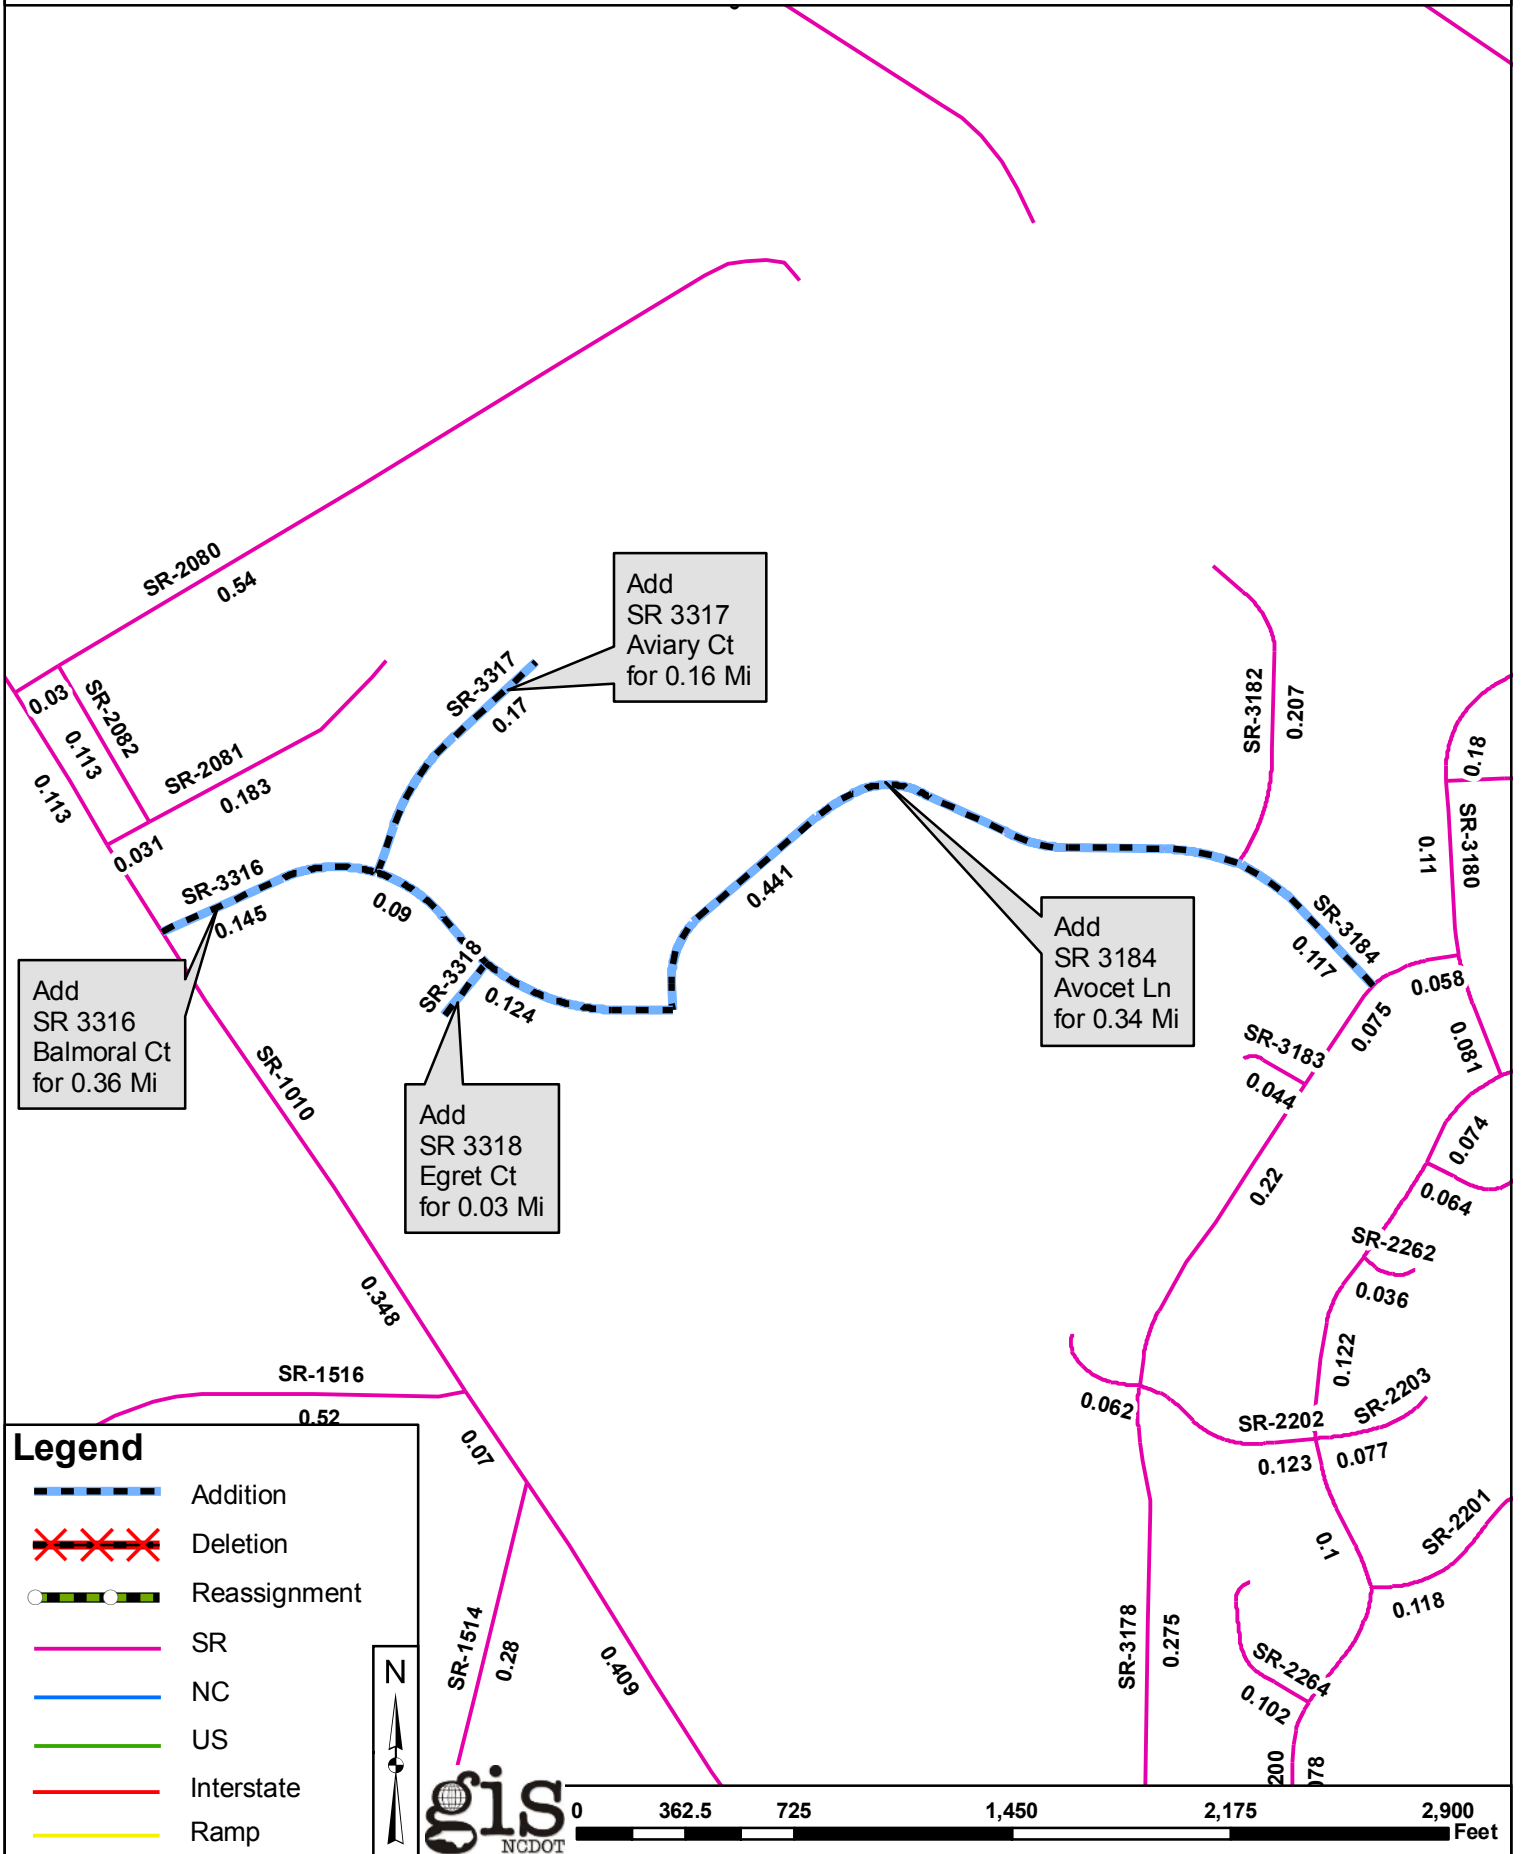 SR-2080
0.54
Add
SR 3317
Aviary Ct
for 0.16 Mi
SR-3317
0.17
0.03
SR-2082
0.113
0.113
SR-2081
0.183
0.031
SR-3316
0.145
0.09
SR-3318
0.124
0.441
SR-3182
0.207
0.18
SR-3180
0.11
SR-3184
0.117
0.058
0.075
0.081
Add
SR 3184
Avocet Ln
for 0.34 Mi
Add
SR 3316
Balmoral Ct
for 0.36 Mi
SR-1010
Add
SR 3318
Egret Ct
for 0.03 Mi
SR-3183
0.044
0.074
0.064
0.22
SR-2262
0.036
0.348
0.122
SR-1516
0.52
0.062
SR-2202
0.123
SR-2203
0.077
0.07
0.1
SR-2201
0.118
SR-1514
0.28
0.409
SR-3178
0.275
SR-2264
0.102
200
078
Legend
Addition
Deletion
Reassignment
SR
NC
US
Interstate
Ramp
N
gis
NCDOT
0
362.5
725
1,450
2,175
2,900
Feet